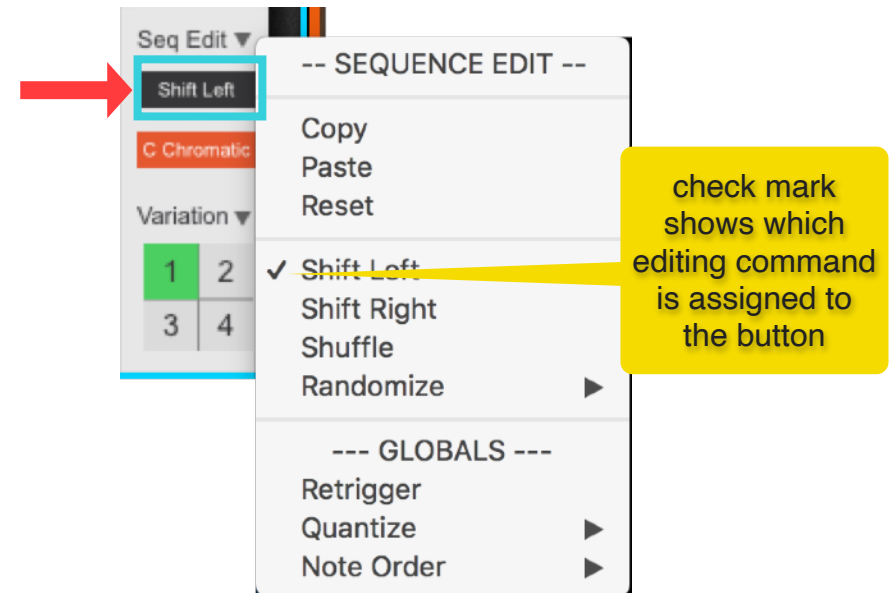 Seq Edit ▼
Shift Left
C Chromatic
Variation ▼
1 2
3 4
-- SEQUENCE EDIT --
Copy
Paste
Reset
✓ Shift Left
Shift Right
Shuffle
Randomize ▶
--- GLOBALS ---
Retrigger
Quantize ▶
Note Order ▶
check mark
shows which
editing command
is assigned to
the button